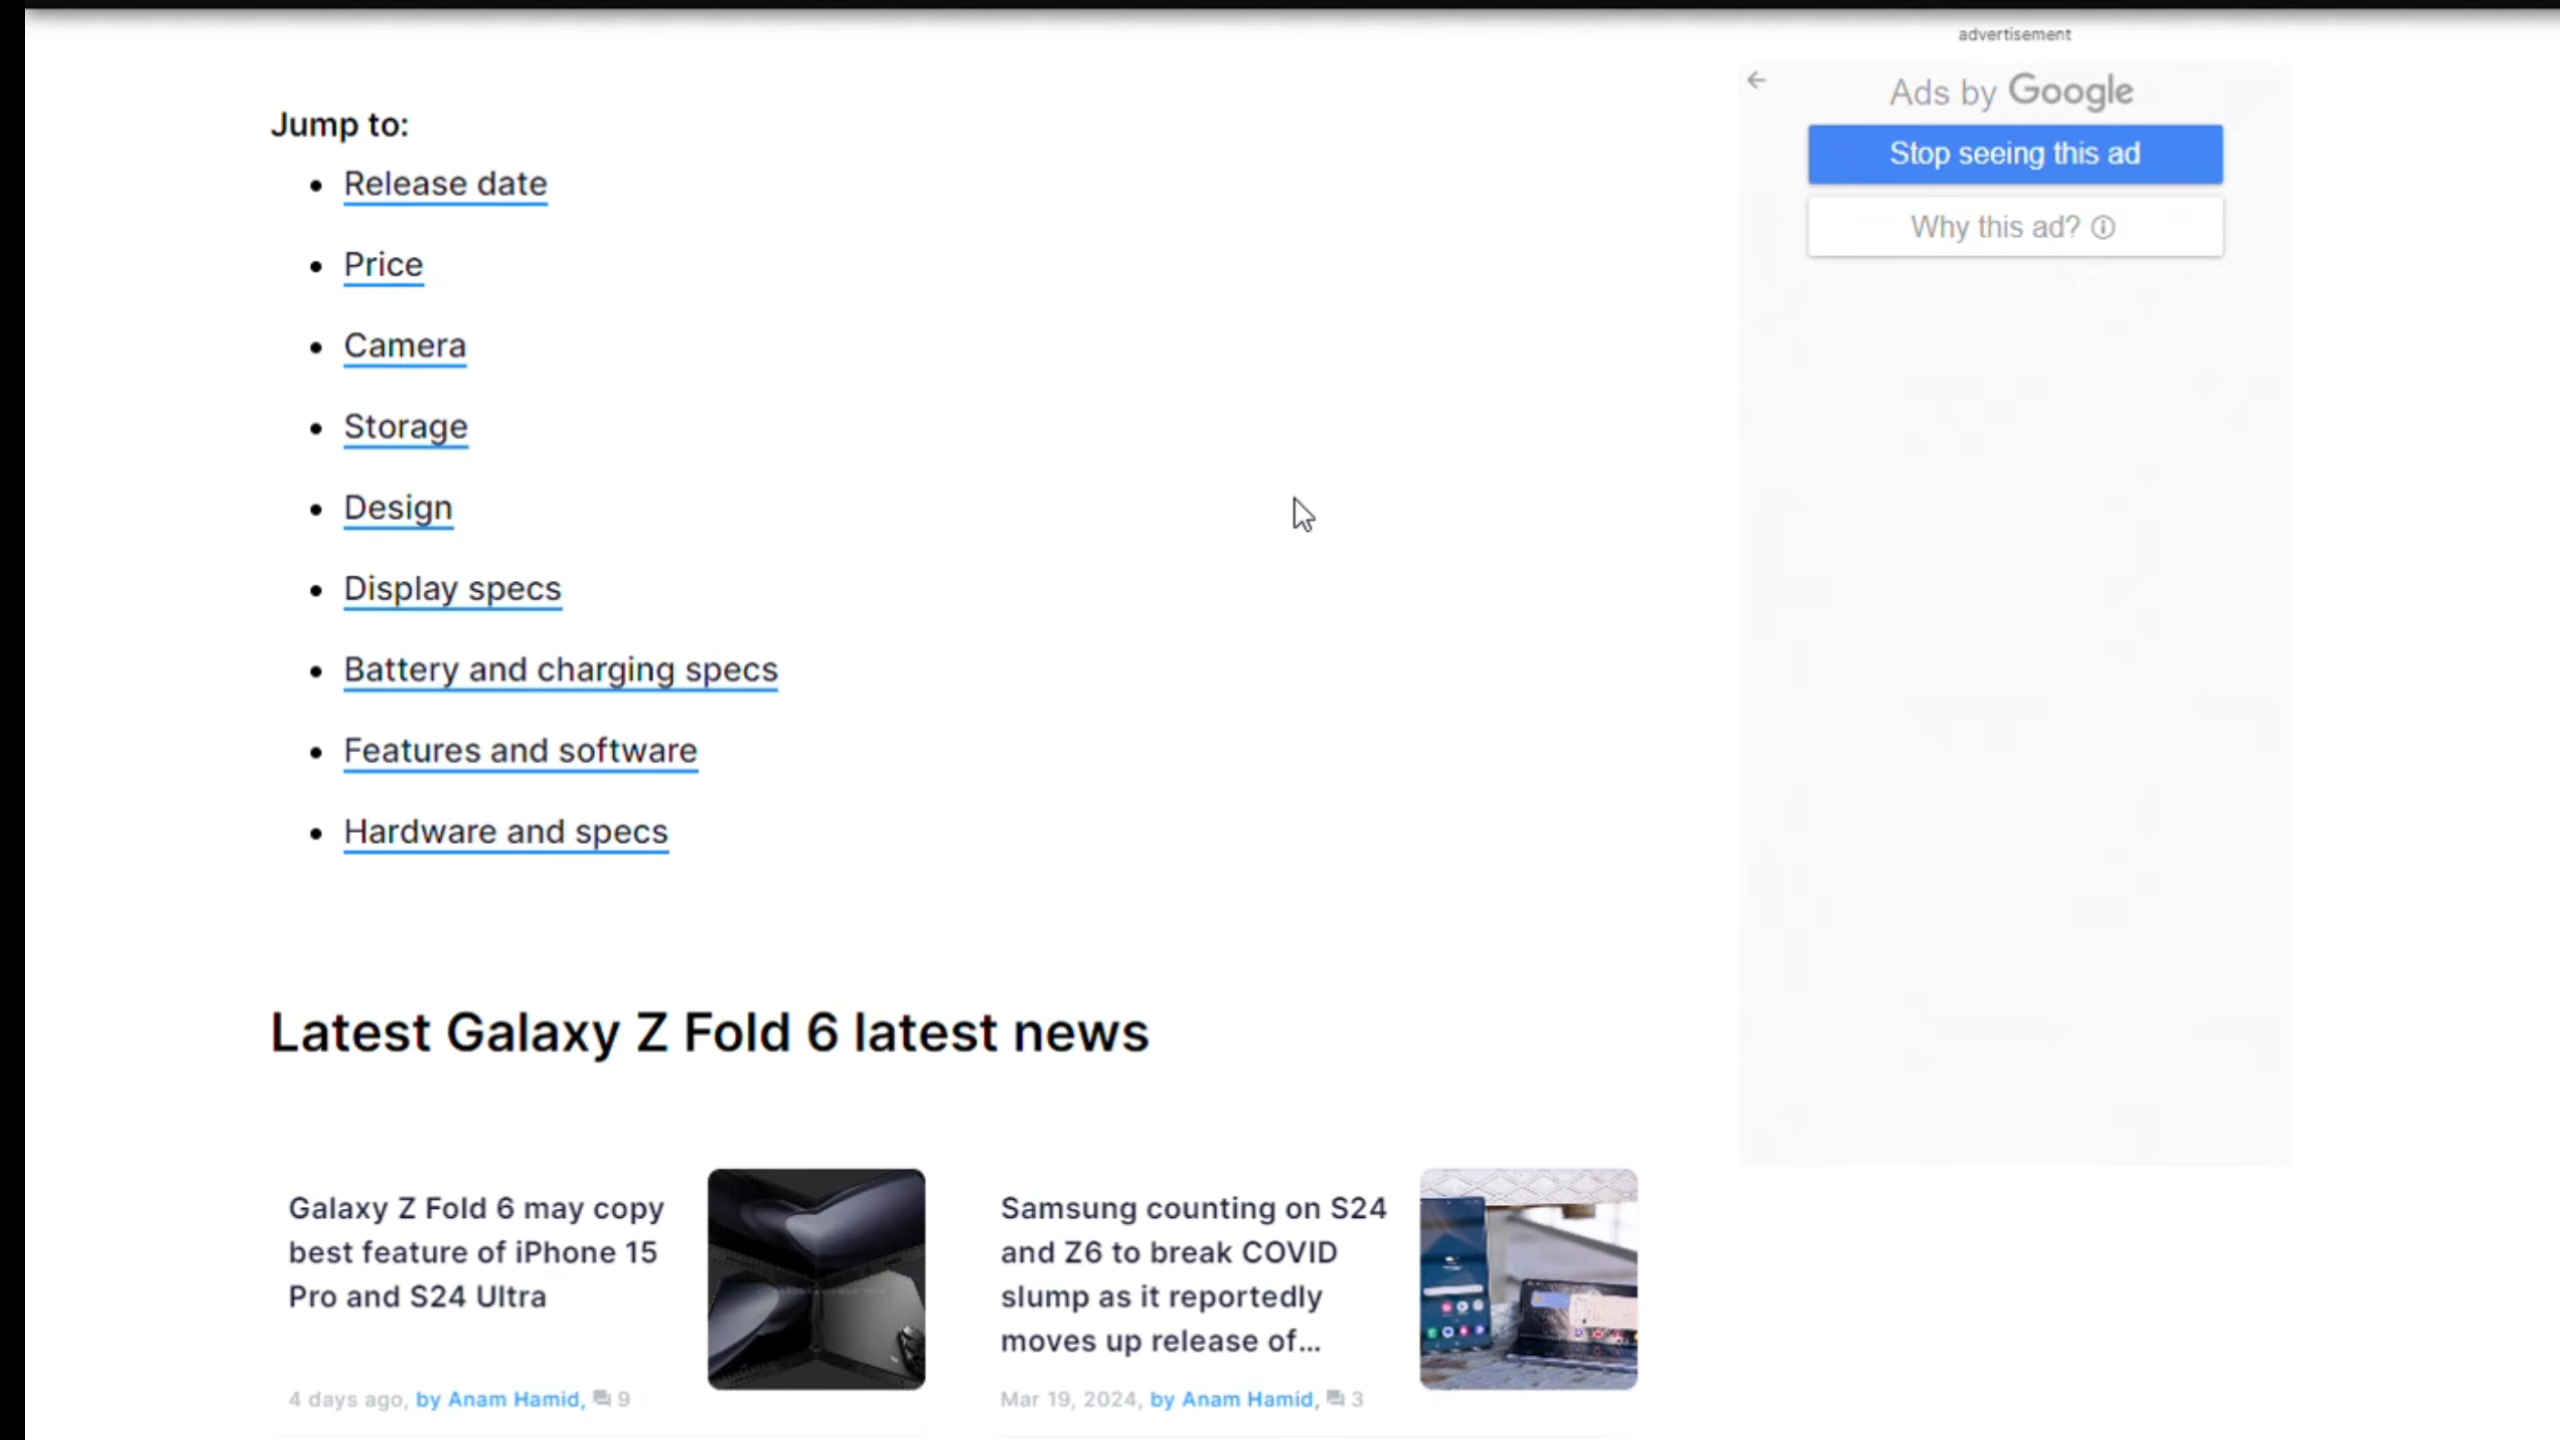 advertisement
Ads by Google
Stop seeing this ad
Why this ad?
Jump to:
Release date
Price
Camera
Storage
Design
Display specs
Battery and charging specs
Features and software
Hardware and specs
Latest Galaxy Z Fold 6 latest news
Galaxy Z Fold 6 may copy
best feature of iPhone 15
Pro and S24 Ultra
4 days ago, by Anam Hamid, 9
Samsung counting on S24
and Z6 to break COVID
slump as it reportedly
moves up release of...
Mar 19, 2024, by Anam Hamid, 3